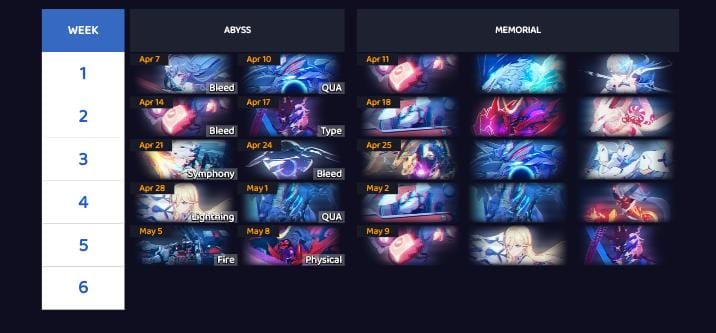 WEEK ABYSS MEMORIAL
1 Apr 7 Bleed Apr 10 QUA Apr 11
2 Apr 14 Bleed Apr 17 Type Apr 18
3 Apr 21 Symphony Apr 24 Bleed Apr 25
4 Apr 28 Lightning May 1 QUA May 2
5 May 5 Fire May 8 Physical May 9
6